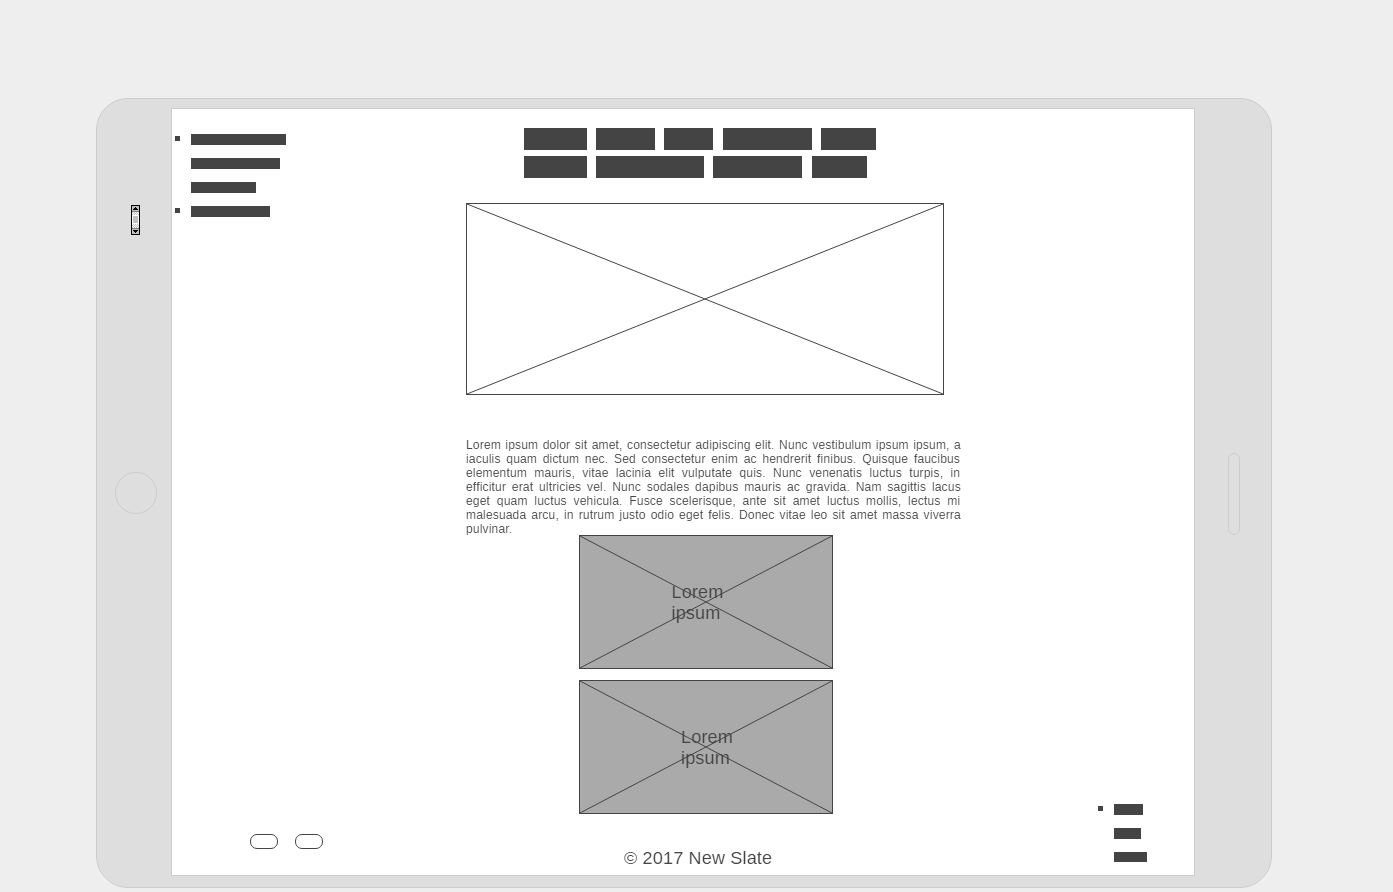 Lorem ipsum dolor sit amet, consectetur adipiscing elit. Nunc vestibulum ipsum ipsum, a
iaculis quam dictum nec. Sed consectetur enim ac hendrerit finibus. Quisque faucibus
elementum mauris, vitae lacinia elit vulputate quis. Nunc venenatis luctus turpis, in
efficitur erat ultricies vel. Nunc sodales dapibus mauris ac gravida. Nam sagittis lacus
eget quam luctus vehicula. Fusce scelerisque, ante sit amet luctus mollis, lectus mi
malesuada arcu, in rutrum justo odio eget felis. Donec vitae leo sit amet massa viverra
pulvinar.
Lorem
ipsum
Lorem
ipsum
© 2017 New Slate